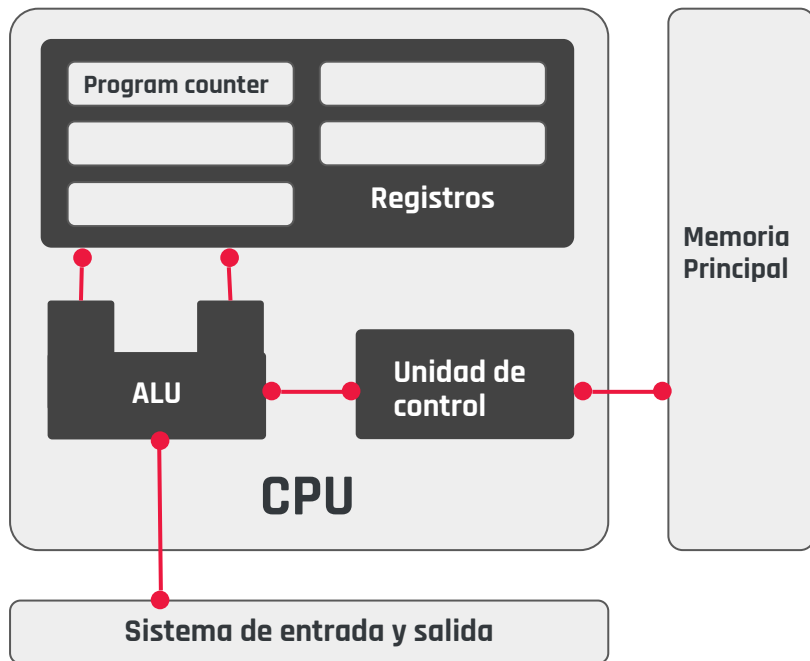 Program counter
Registros
Memoria
Principal
ALU
Unidad de
control
CPU
Sistema de entrada y salida